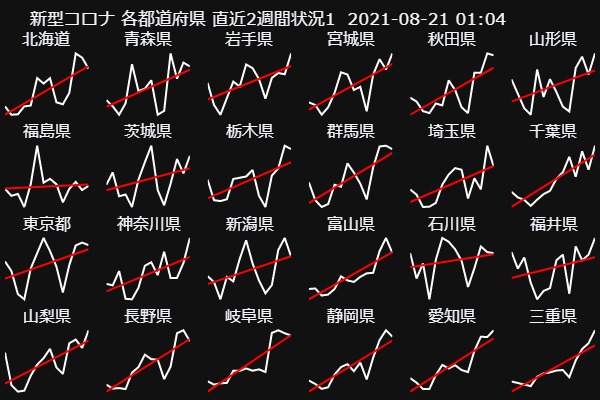 新型コロナ 各都道府県 直近2週間状況1 2021-08-21 01:04
北海道 青森県 岩手県 宮城県 秋田県 山形県
福島県 茨城県 栃木県 群馬県 埼玉県 千葉県
東京都 神奈川県 新潟県 富山県 石川県 福井県
山梨県 長野県 岐阜県 静岡県 愛知県 三重県